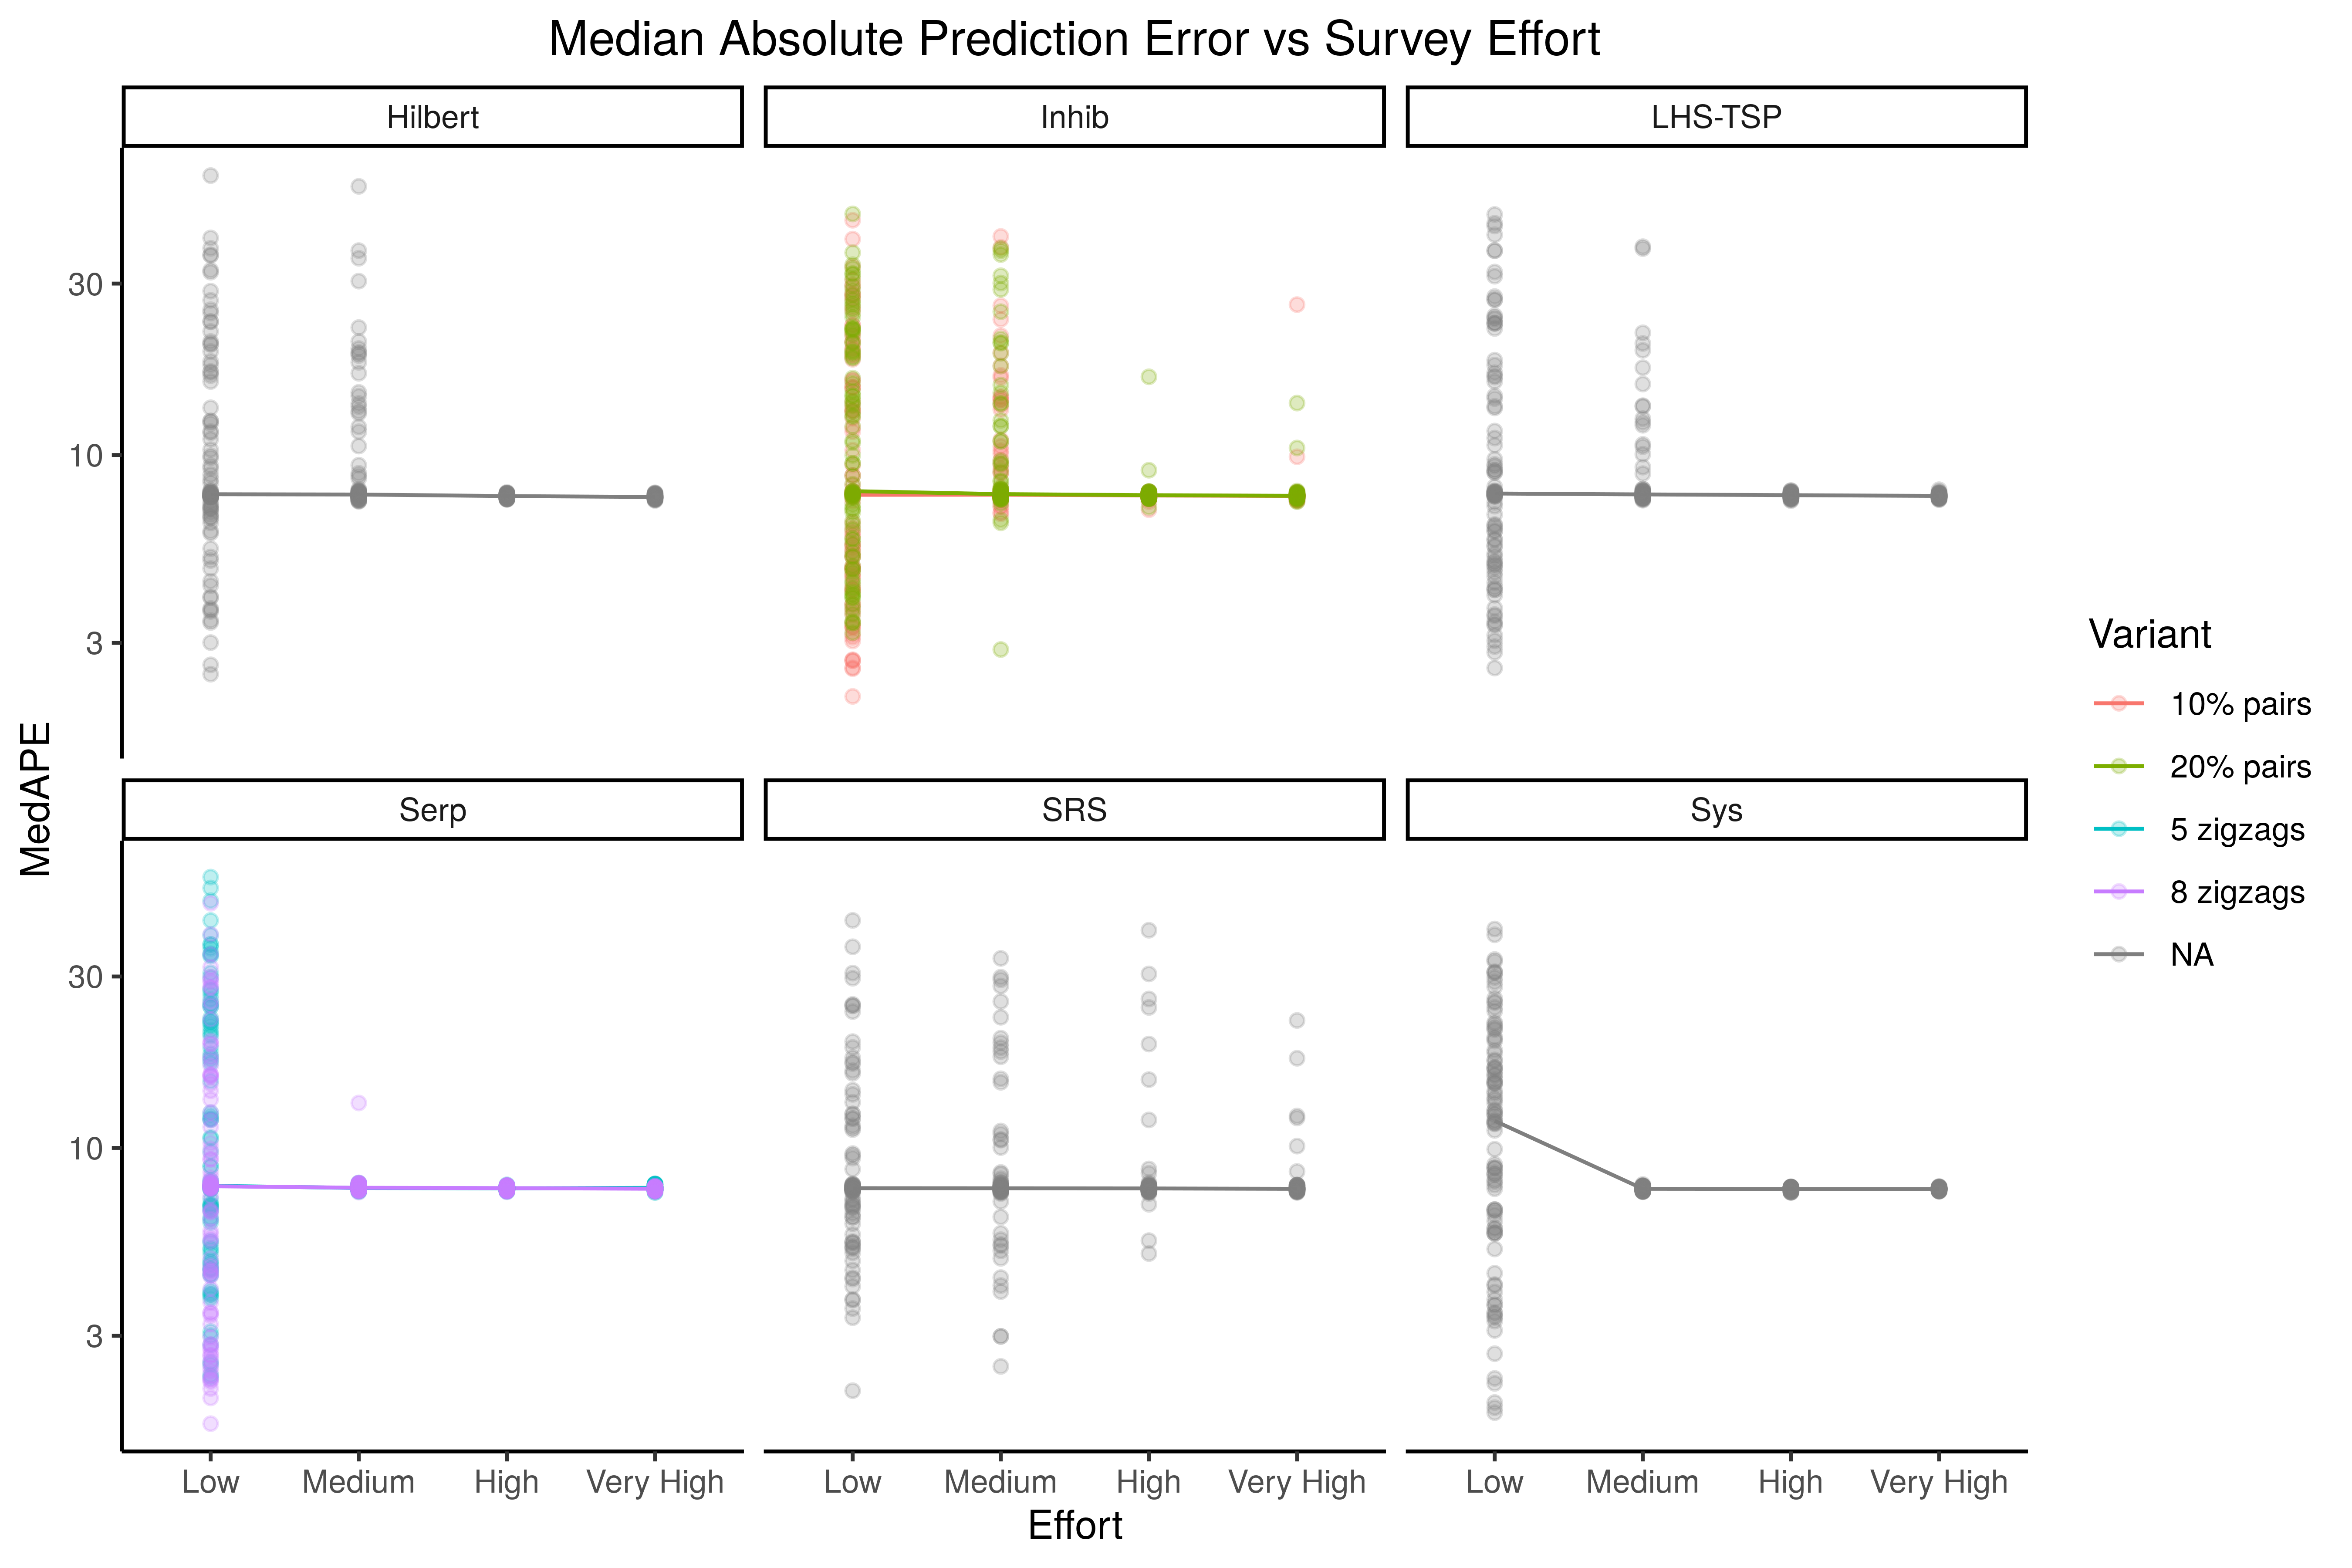 Median Absolute Prediction Error vs Survey Effort
Hilbert
Inhib
LHS-TSP
30
10
3
MedAPE
Serp
SRS
Sys
30
10
3
Low Medium High Very High
Low Medium High Very High
Low Medium High Very High
Effort
Variant
10% pairs
20% pairs
5 zigzags
8 zigzags
NA